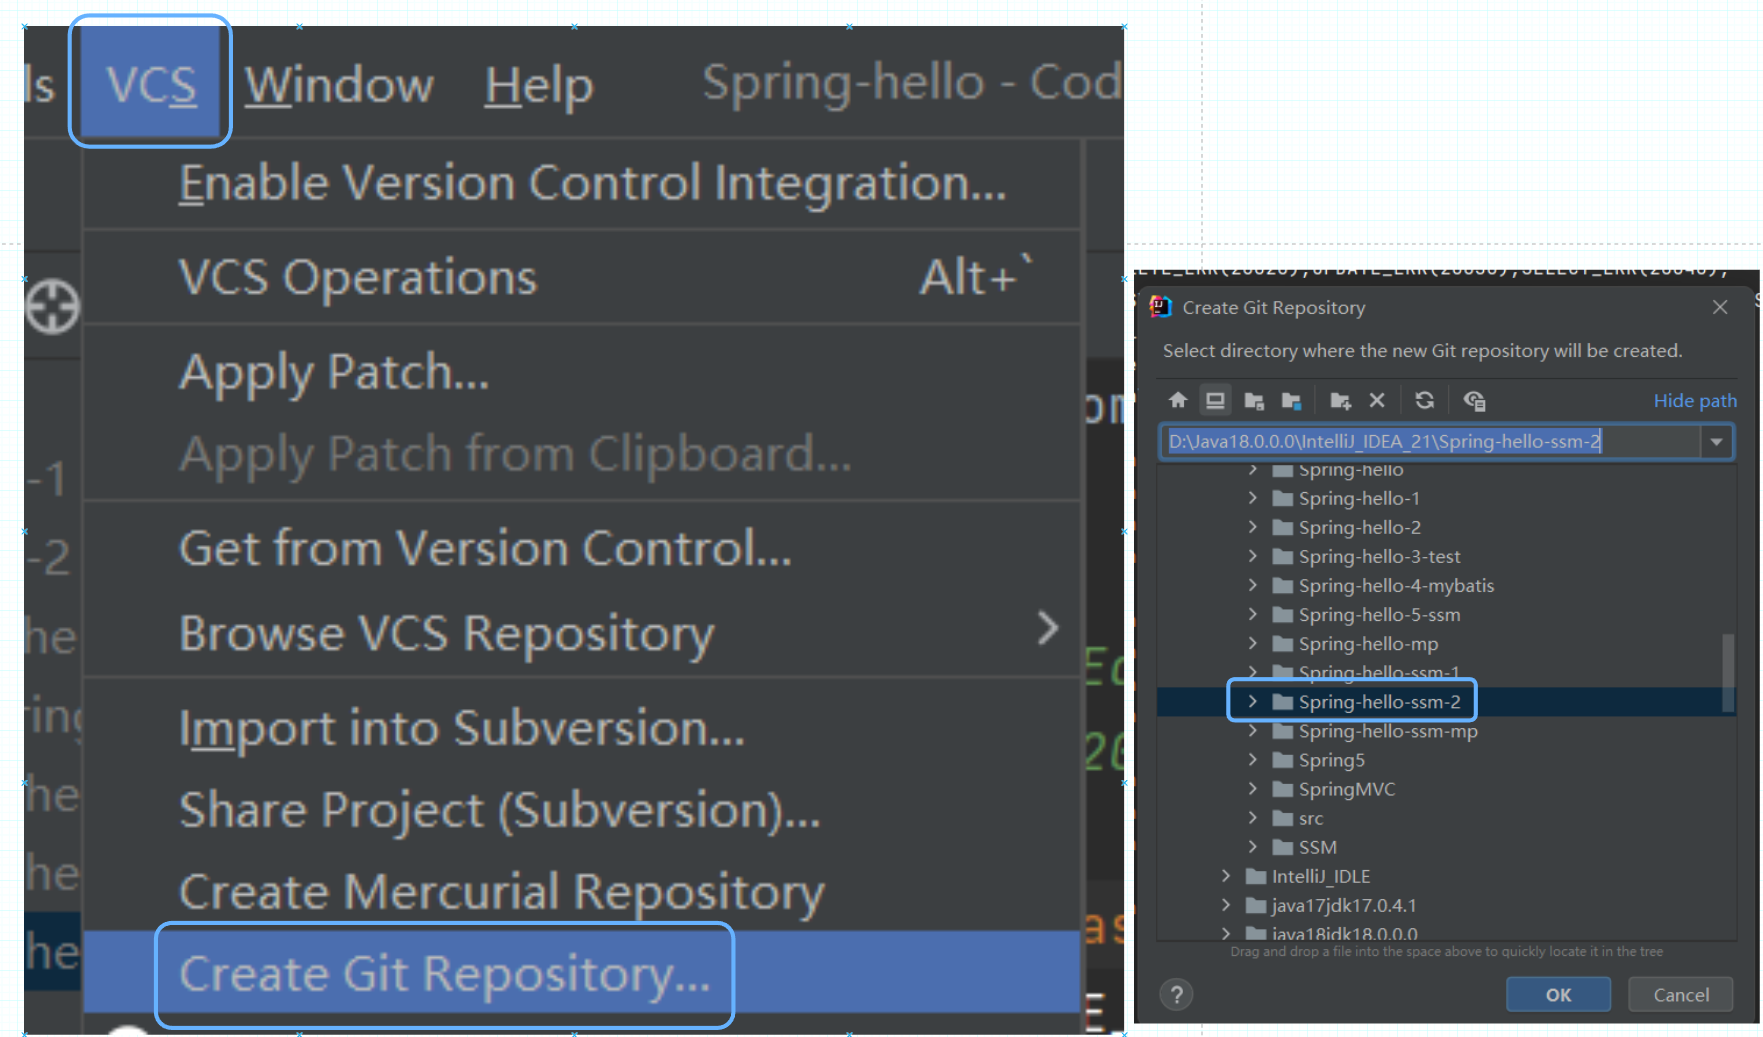 ls VCS Window Help Spring-hello - Cod
Enable Version Control Integration...
VCS Operations Alt+`
Apply Patch...
Apply Patch from Clipboard...
Get from Version Control...
Browse VCS Repository
Import into Subversion...
Share Project (Subversion)...
Create Mercurial Repository
Create Git Repository...
-1
-2
he
ring
he
he
he
om
Ed
20
as
E_
Create Git Repository
Select directory where the new Git repository will be created.
Hide path
D:\Java18.0.0.0\IntelliJ_IDEA_21\Spring-hello-ssm-2
Spring-hello
Spring-hello-1
Spring-hello-2
Spring-hello-3-test
Spring-hello-4-mybatis
Spring-hello-5-ssm
Spring-hello-mp
Spring-hello-ssm-1
Spring-hello-ssm-2
Spring-hello-ssm-mp
Spring5
SpringMVC
src
SSM
IntelliJ_IDLE
java17jdk17.0.4.1
java18jdk18.0.0.0
Drag and drop a file into the space above to quickly locate it in the tree
? OK Cancel